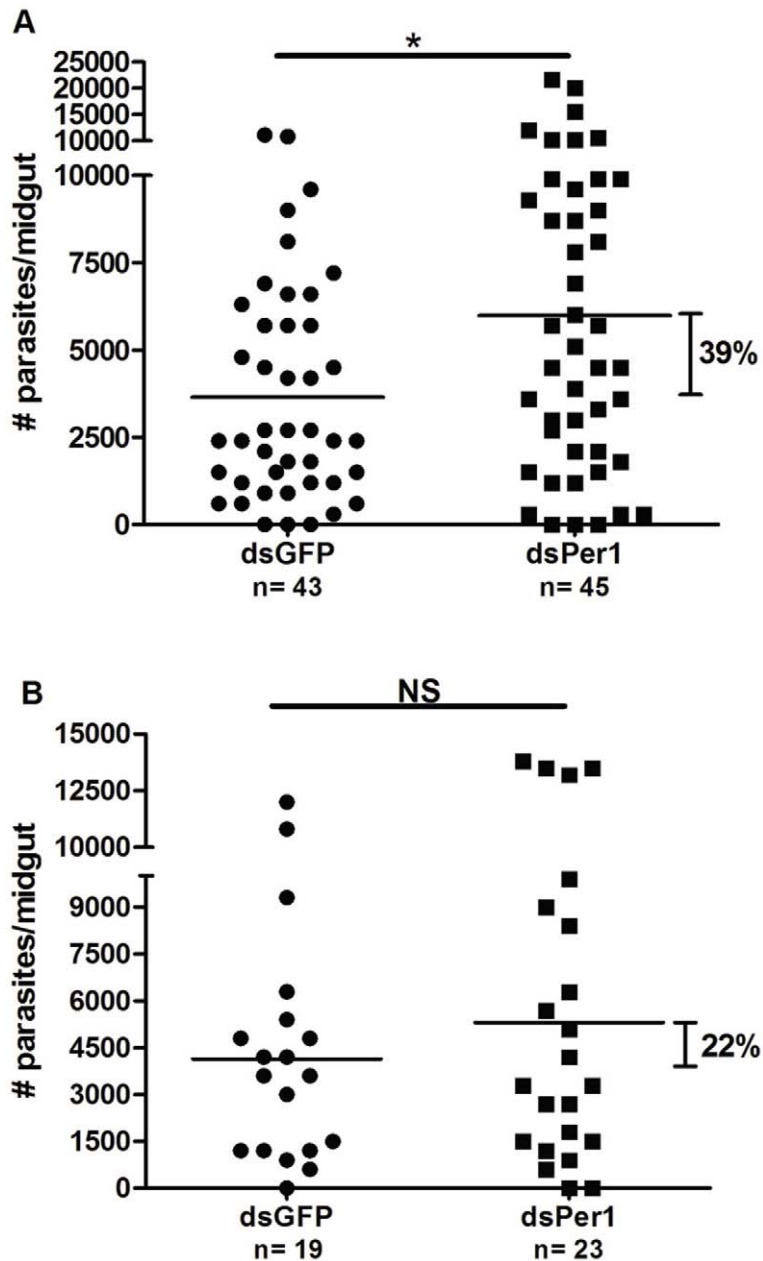 A
*
25000
20000
15000
10000
10000
7500
5000
2500
0
# parasites/midgut
39%
dsGFP dsPer1
n= 43 n= 45
B
NS
15000
12500
10000
9000
7500
6000
4500
3000
1500
0
# parasites/midgut
22%
dsGFP dsPer1
n= 19 n= 23